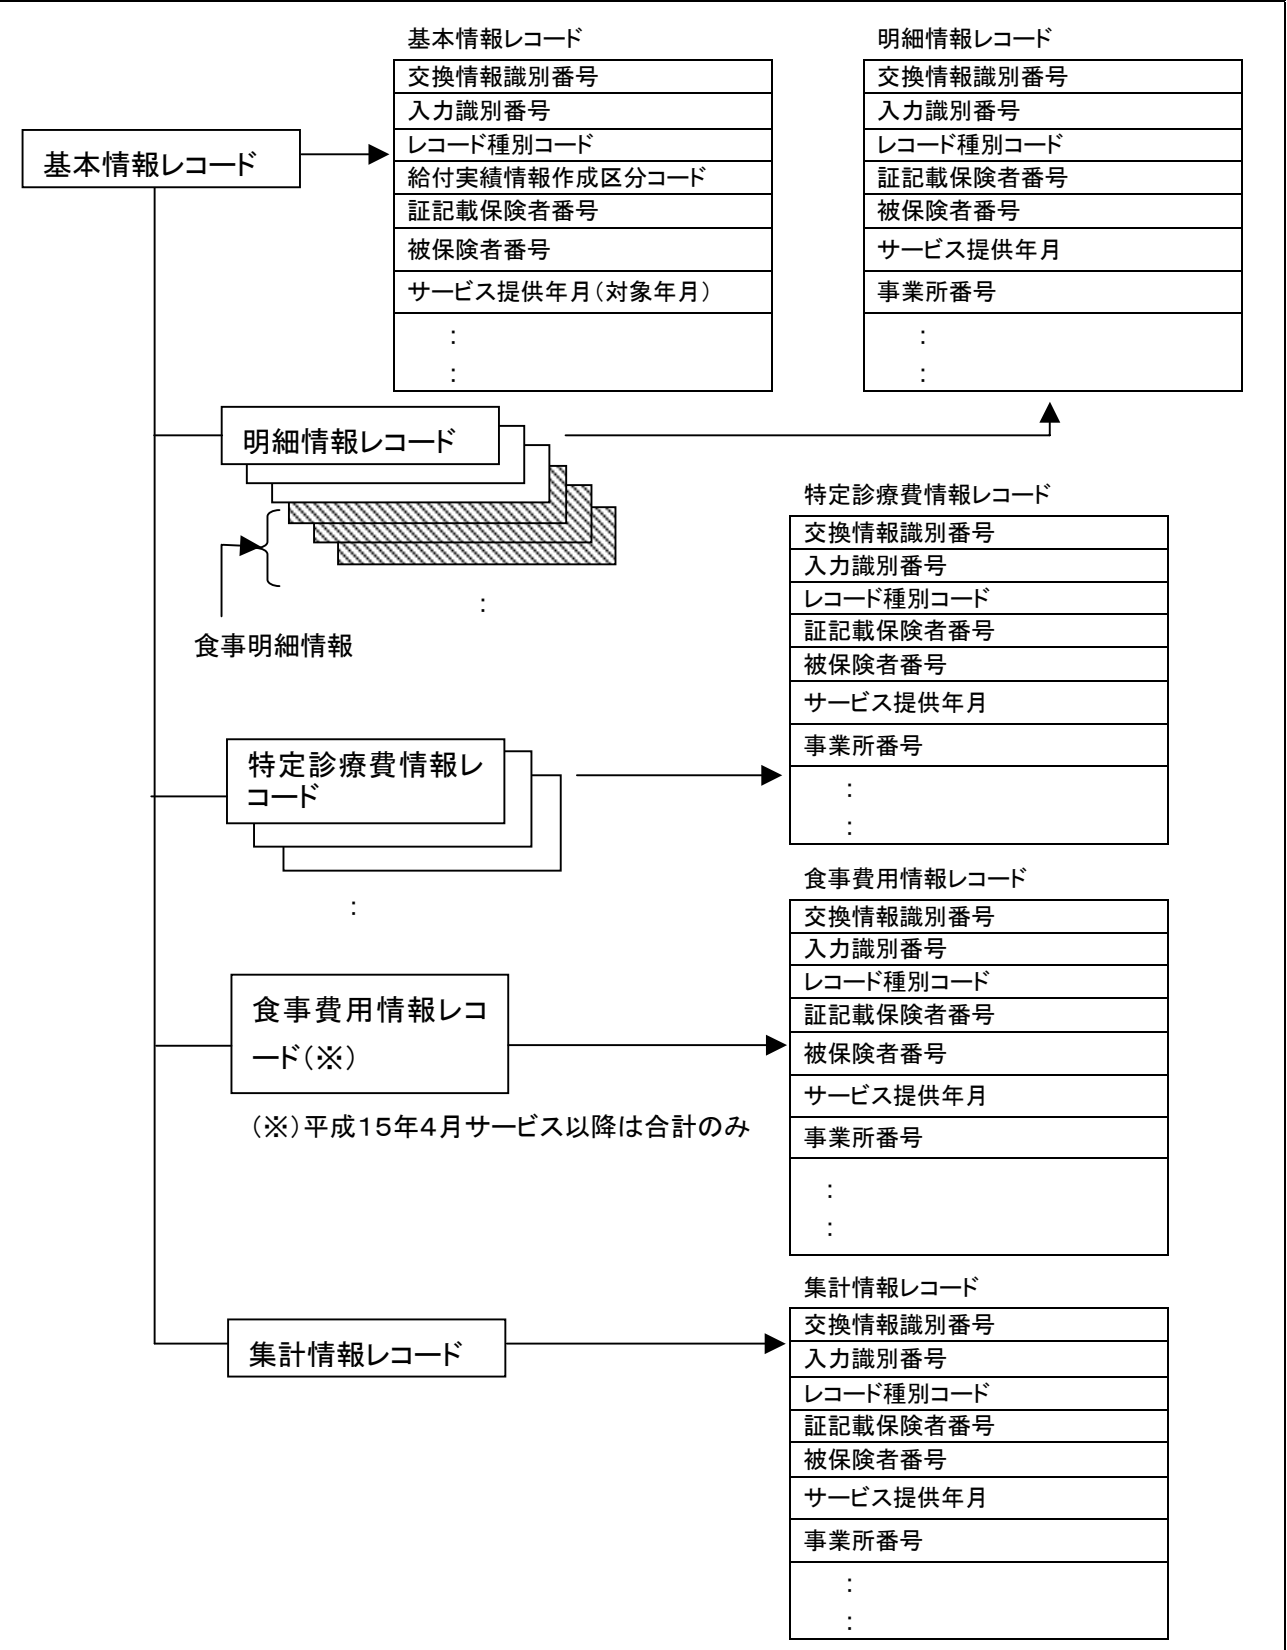 基本情報レコード
基本情報レコード
交換情報識別番号
入力識別番号
レコード種別コード
給付実績情報作成区分コード
証記載保険者番号
被保険者番号
サービス提供年月(対象年月)
:
:
明細情報レコード
交換情報識別番号
入力識別番号
レコード種別コード
証記載保険者番号
被保険者番号
サービス提供年月
事業所番号
:
:
明細情報レコード
:
食事明細情報
特定診療費情報レコード
交換情報識別番号
入力識別番号
レコード種別コード
証記載保険者番号
被保険者番号
サービス提供年月
事業所番号
:
:
特定診療費情報レ
コード
:
食事費用情報レコード
交換情報識別番号
入力識別番号
レコード種別コード
証記載保険者番号
被保険者番号
サービス提供年月
事業所番号
:
:
食事費用情報レコ
ード(※)
(※)平成15年4月サービス以降は合計のみ
集計情報レコード
集計情報レコード
交換情報識別番号
入力識別番号
レコード種別コード
証記載保険者番号
被保険者番号
サービス提供年月
事業所番号
:
: